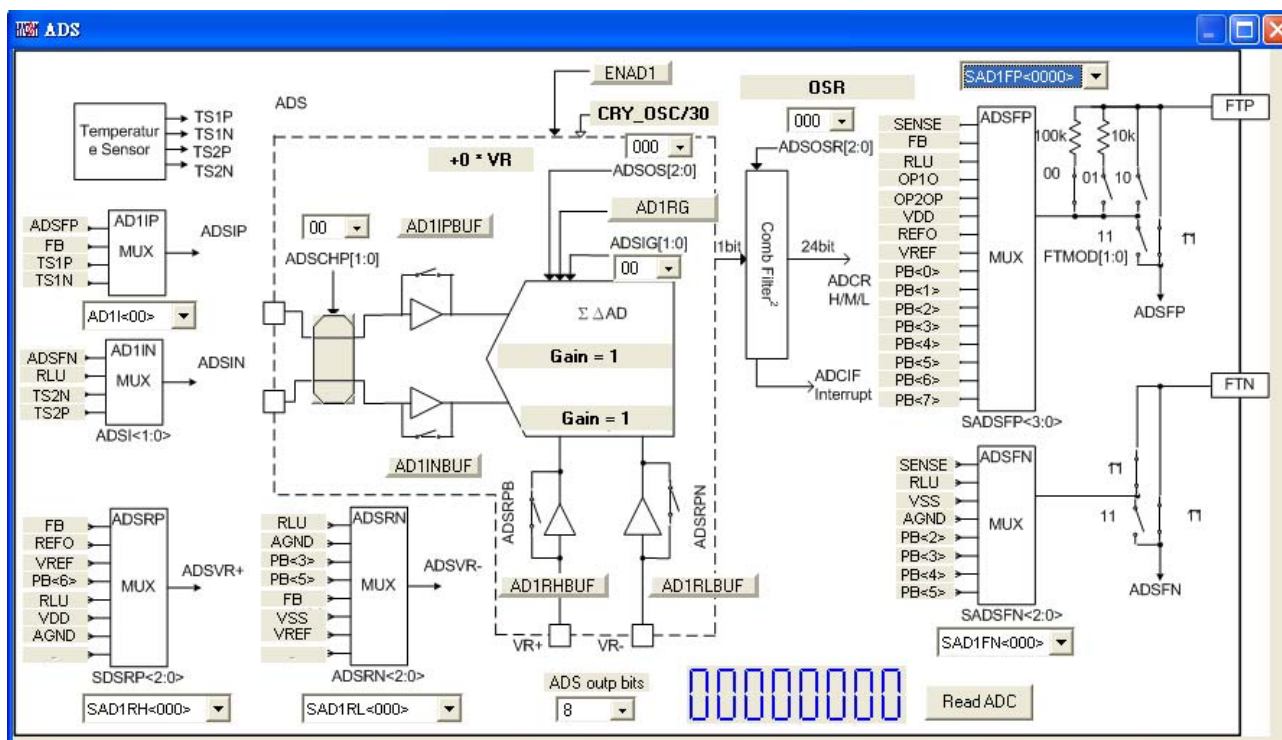 ADS
Temperatur
e Sensor
TS1P
TS1N
TS2P
TS2N
ADSFP
FB
TS1P
TS1N
AD1IP
MUX
ADSIP
AD1I<00>
ADSFN
RLU
TS2N
TS2P
AD1IN
MUX
ADSIN
ADSI<1:0>
FB
REFO
VREF
PB<6>
RLU
VDD
AGND
-
ADSRP
MUX
ADSVR+
SDSRP<2:0>
SAD1RH<000>
ADS
ENAD1
CRY_OSC/30
+0 * VR
000
ADSOS[2:0]
AD1RG
ADSIG[1:0]
00
00
ADSCHP[1:0]
AD1IPBUF
Σ ΔAD
Gain = 1
Gain = 1
AD1INBUF
ADSRPB
ADSRPN
AD1RHBUF
AD1RLBUF
VR+
VR-
RLU
AGND
PB<3>
PB<5>
FB
VSS
VREF
-
ADSRN
MUX
ADSVR-
ADSRN<2:0>
SAD1RL<000>
ADS outp bits
8
00000000
Read ADC
OSR
000
ADSOSR[2:0]
1bit
Comb Filter²
24bit
ADCR
H/M/L
ADCIF
Interrupt
SAD1FP<0000>
SENSE
FB
RLU
OP1O
OP2OP
VDD
REFO
VREF
PB<0>
PB<1>
PB<2>
PB<3>
PB<4>
PB<5>
PB<6>
PB<7>
ADSFP
MUX
SADSFP<3:0>
100k
10k
00
01
10
11
FTMOD[1:0]
ADSFP
FTP
FTN
SENSE
RLU
VSS
AGND
PB<2>
PB<3>
PB<4>
PB<5>
ADSFN
MUX
SADSFN<2:0>
SAD1FN<000>
11
ADSFN